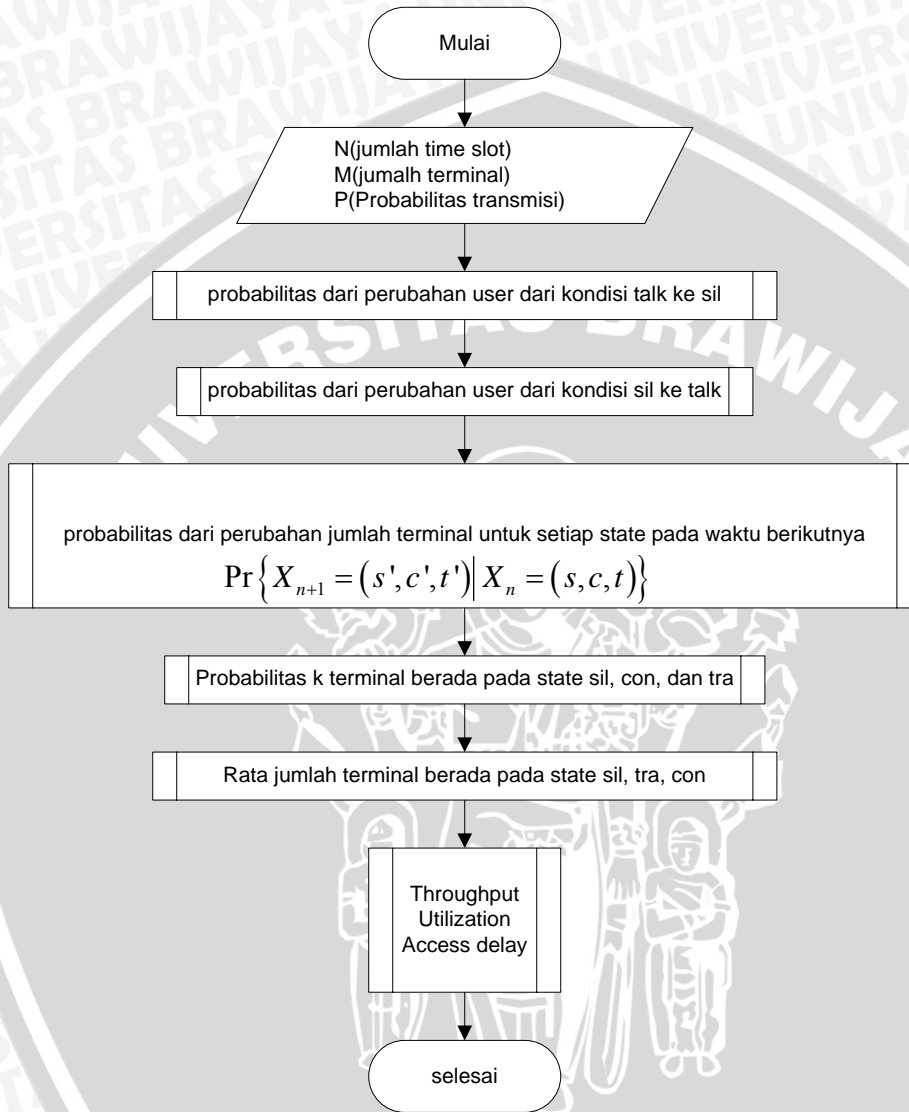 Mulai
N(jumlah time slot)
M(jumalh terminal)
P(Probabilitas transmisi)
probabilitas dari perubahan user dari kondisi talk ke sil
probabilitas dari perubahan user dari kondisi sil ke talk
probabilitas dari perubahan jumlah terminal untuk setiap state pada waktu berikutnya
Pr{X_{n+1} = (s',c',t')| X_n = (s,c,t)}
Probabilitas k terminal berada pada state sil, con, dan tra
Rata jumlah terminal berada pada state sil, tra, con
Throughput
Utilization
Access delay
selesai